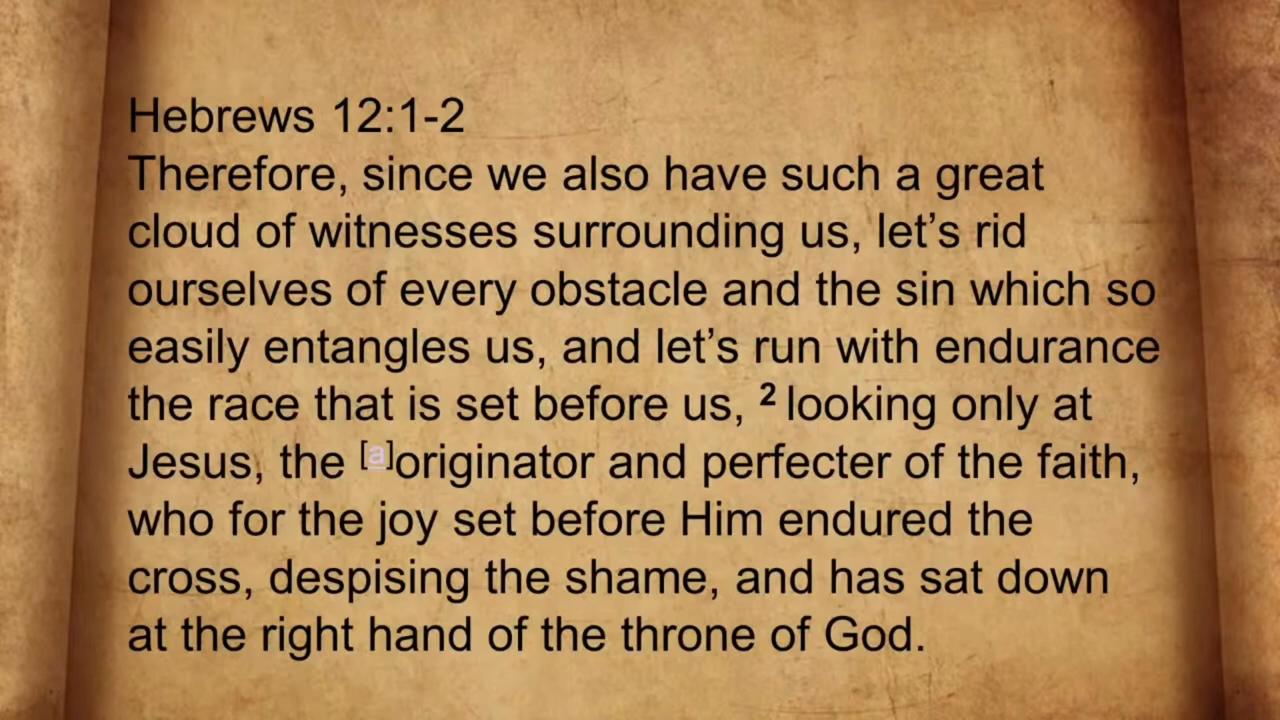 Hebrews 12:1-2
Therefore, since we also have such a great
cloud of witnesses surrounding us, let’s rid
ourselves of every obstacle and the sin which so
easily entangles us, and let’s run with endurance
the race that is set before us, ² looking only at
Jesus, the [a]originator and perfecter of the faith,
who for the joy set before Him endured the
cross, despising the shame, and has sat down
at the right hand of the throne of God.